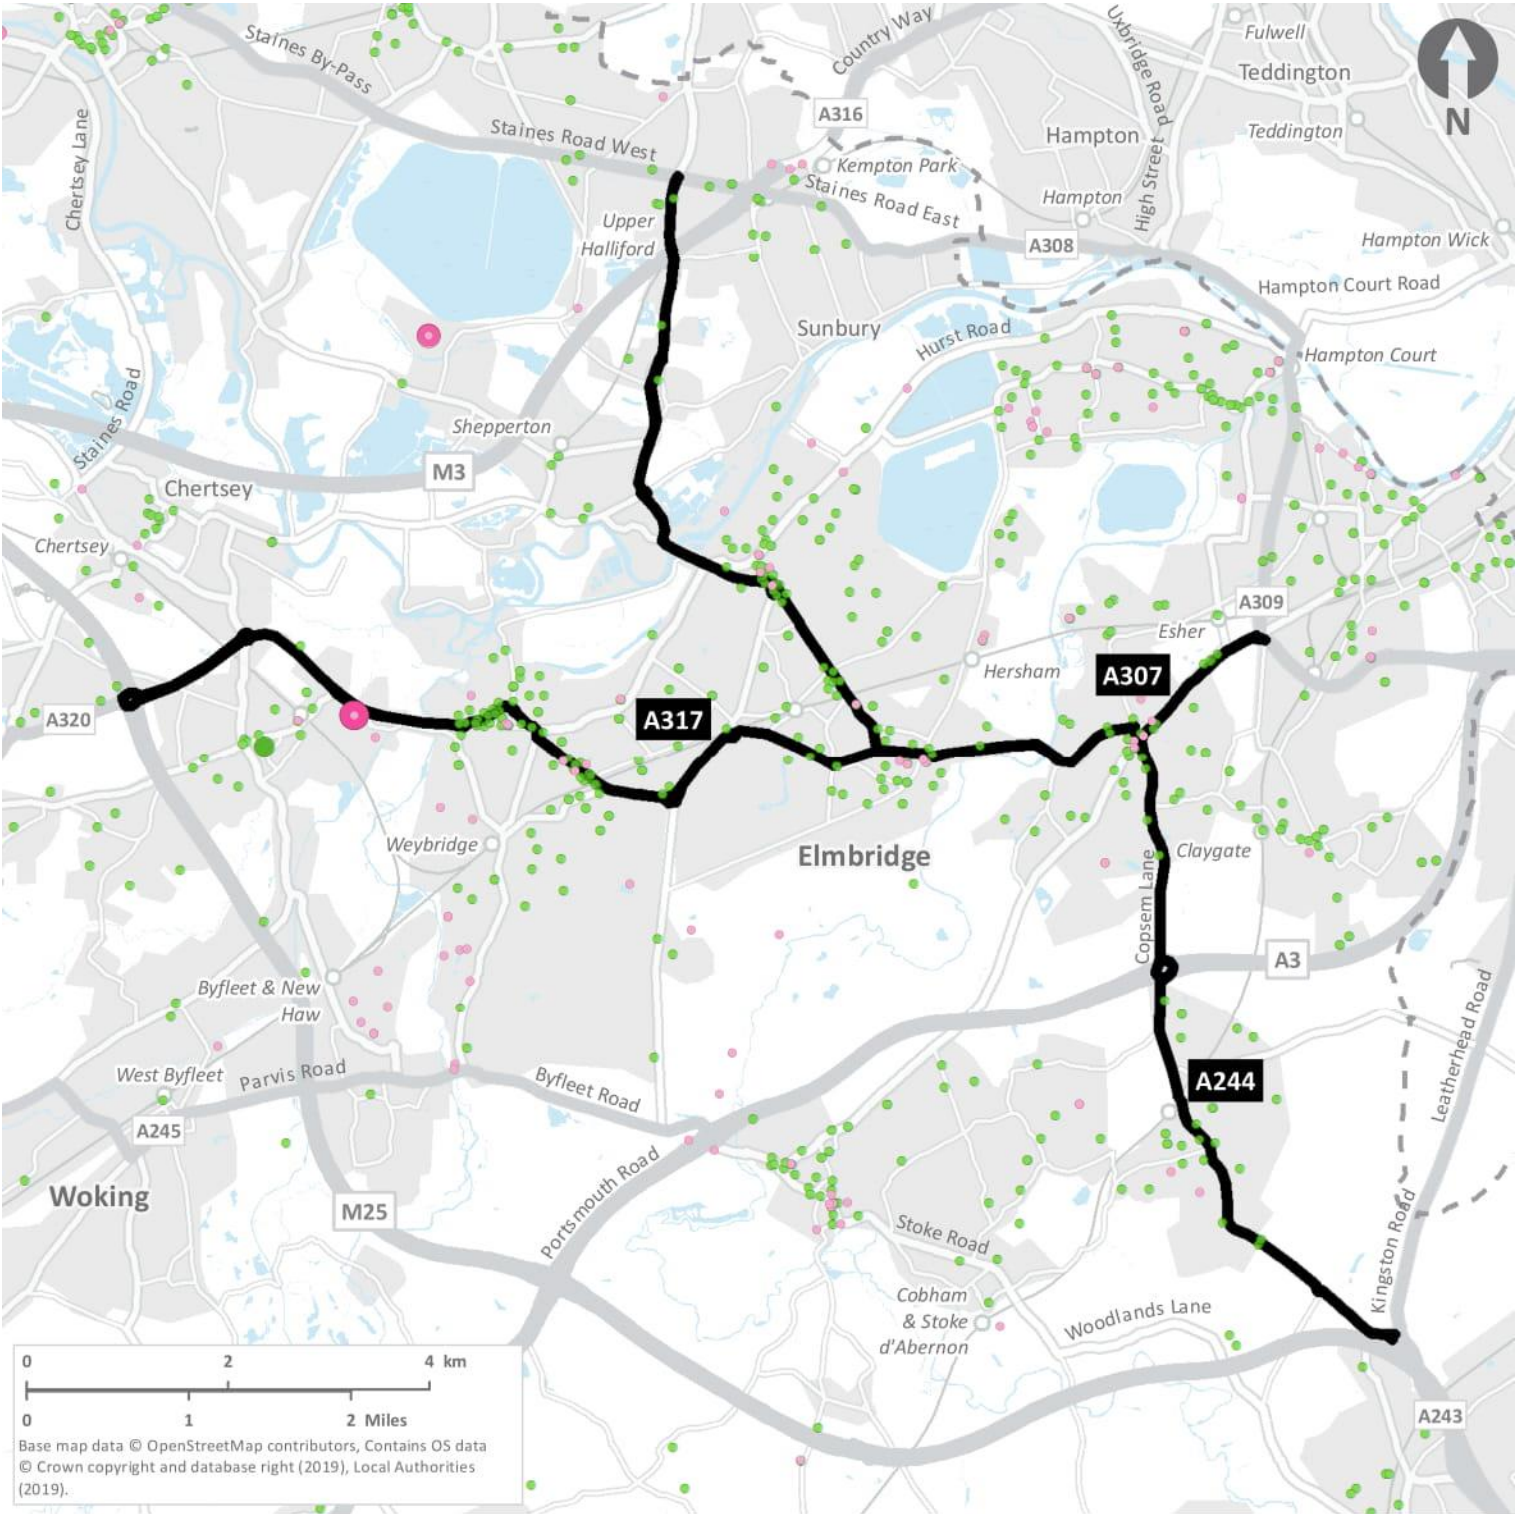 Staines By-Pass
Country Way
Uxbridge Road
Fulwell
Teddington
N
Chertsey Lane
Staines Road West
A316
Hampton
Teddington
Kempton Park
High Street
Staines Road East
Hampton
Upper
Halliford
A308
Hampton Wick
Hampton Court Road
Sunbury
Hurst Road
Hampton Court
Staines Road
Shepperton
M3
Chertsey
Chertsey
A309
Esher
Hersham
A307
A320
A317
Weybridge
Elmbridge
Claygate
Copsem Lane
A3
Byfleet & New
Haw
Leatherhead Road
West Byfleet
Parvis Road
Byfleet Road
A244
A245
Portsmouth Road
Woking
M25
Kingston Road
Stoke Road
Cobham
& Stoke
d'Abernon
Woodlands Lane
0 2 4 km
0 1 2 Miles
A243
Base map data © OpenStreetMap contributors, Contains OS data
© Crown copyright and database right (2019), Local Authorities
(2019).